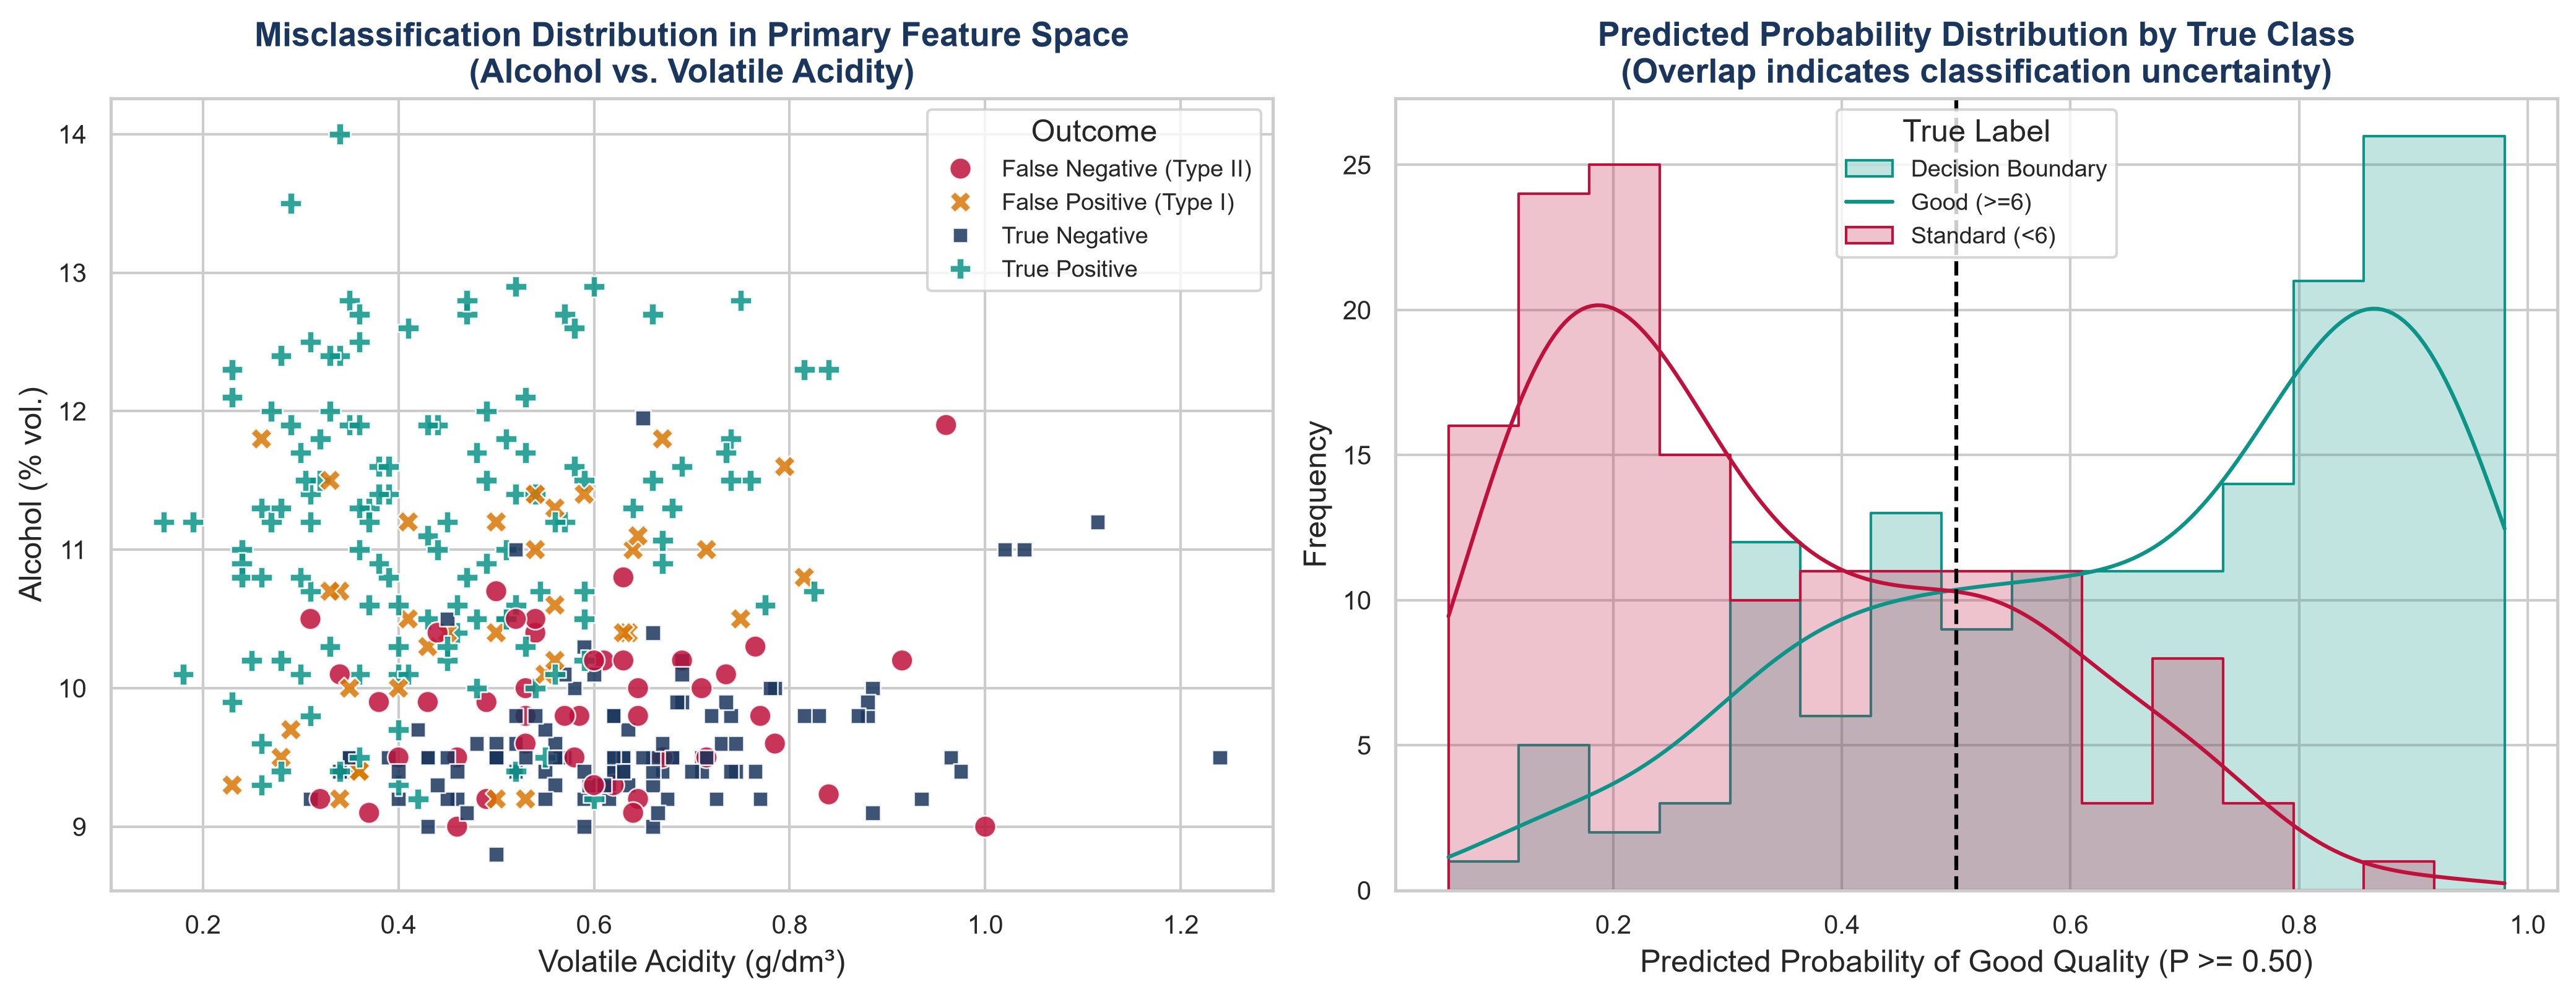 Misclassification Distribution in Primary Feature Space
(Alcohol vs. Volatile Acidity)
Outcome
False Negative (Type II)
False Positive (Type I)
True Negative
True Positive
Alcohol (% vol.)
14
13
12
11
10
9
0.2 0.4 0.6 0.8 1.0 1.2
Volatile Acidity (g/dm³)
Predicted Probability Distribution by True Class
(Overlap indicates classification uncertainty)
True Label
Decision Boundary
Good (>=6)
Standard (<6)
Frequency
25
20
15
10
5
0
0.2 0.4 0.6 0.8 1.0
Predicted Probability of Good Quality (P >= 0.50)